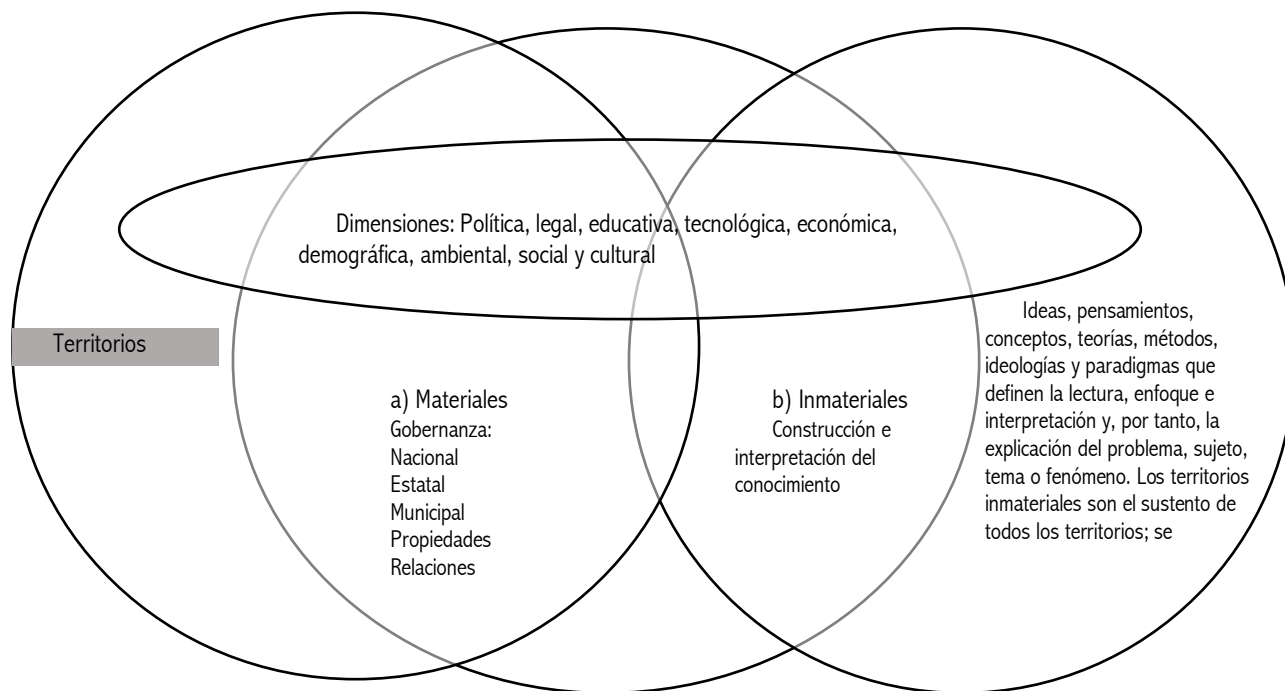 Dimensiones: Política, legal, educativa, tecnológica, económica,
demográfica, ambiental, social y cultural
Territorios
a) Materiales
Gobernanza:
Nacional
Estatal
Municipal
Propiedades
Relaciones
b) Inmateriales
Construcción e
interpretación del
conocimiento
Ideas, pensamientos,
conceptos, teorías, métodos,
ideologías y paradigmas que
definen la lectura, enfoque e
interpretación y, por tanto, la
explicación del problema, sujeto,
tema o fenómeno. Los territorios
inmateriales son el sustento de
todos los territorios; se